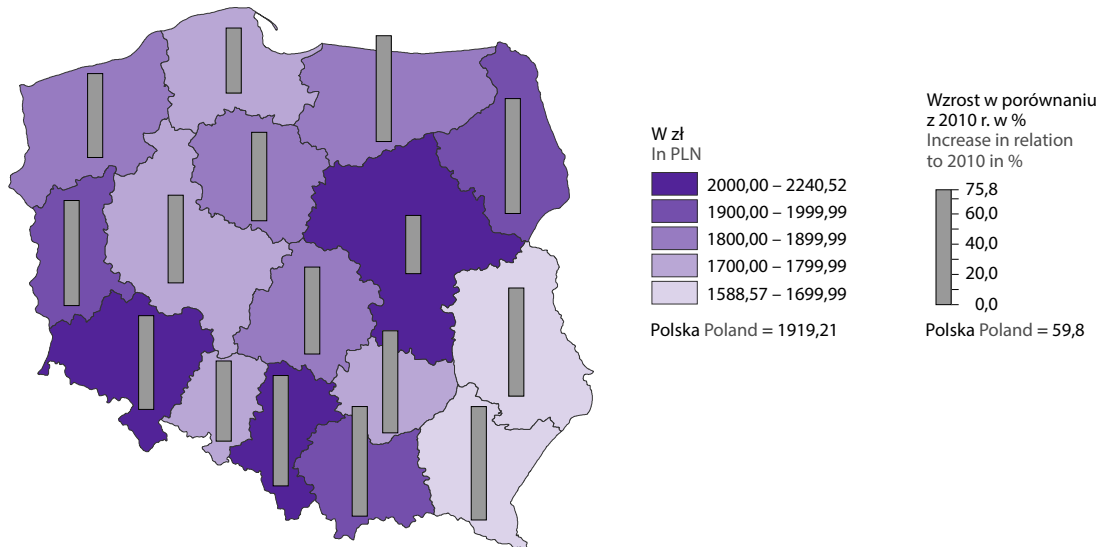 W zł
In PLN
2000,00 – 2240,52
1900,00 – 1999,99
1800,00 – 1899,99
1700,00 – 1799,99
1588,57 – 1699,99
Polska Poland = 1919,21
Wzrost w porównaniu
z 2010 r. w %
Increase in relation
to 2010 in %
75,8
60,0
40,0
20,0
0,0
Polska Poland = 59,8